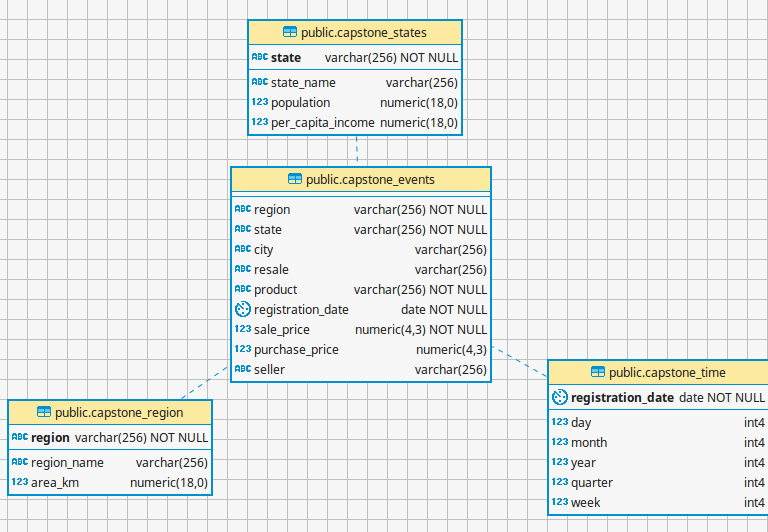 public.capstone_states
ABC state varchar(256) NOT NULL
ABC state_name varchar(256)
123 population numeric(18,0)
123 per_capita_income numeric(18,0)
public.capstone_events
ABC region varchar(256) NOT NULL
ABC state varchar(256) NOT NULL
ABC city varchar(256)
ABC resale varchar(256)
ABC product varchar(256) NOT NULL
registration_date date NOT NULL
123 sale_price numeric(4,3) NOT NULL
123 purchase_price numeric(4,3)
ABC seller varchar(256)
public.capstone_time
registration_date date NOT NULL
123 day int4
123 month int4
123 year int4
123 quarter int4
123 week int4
public.capstone_region
ABC region varchar(256) NOT NULL
ABC region_name varchar(256)
123 area_km numeric(18,0)